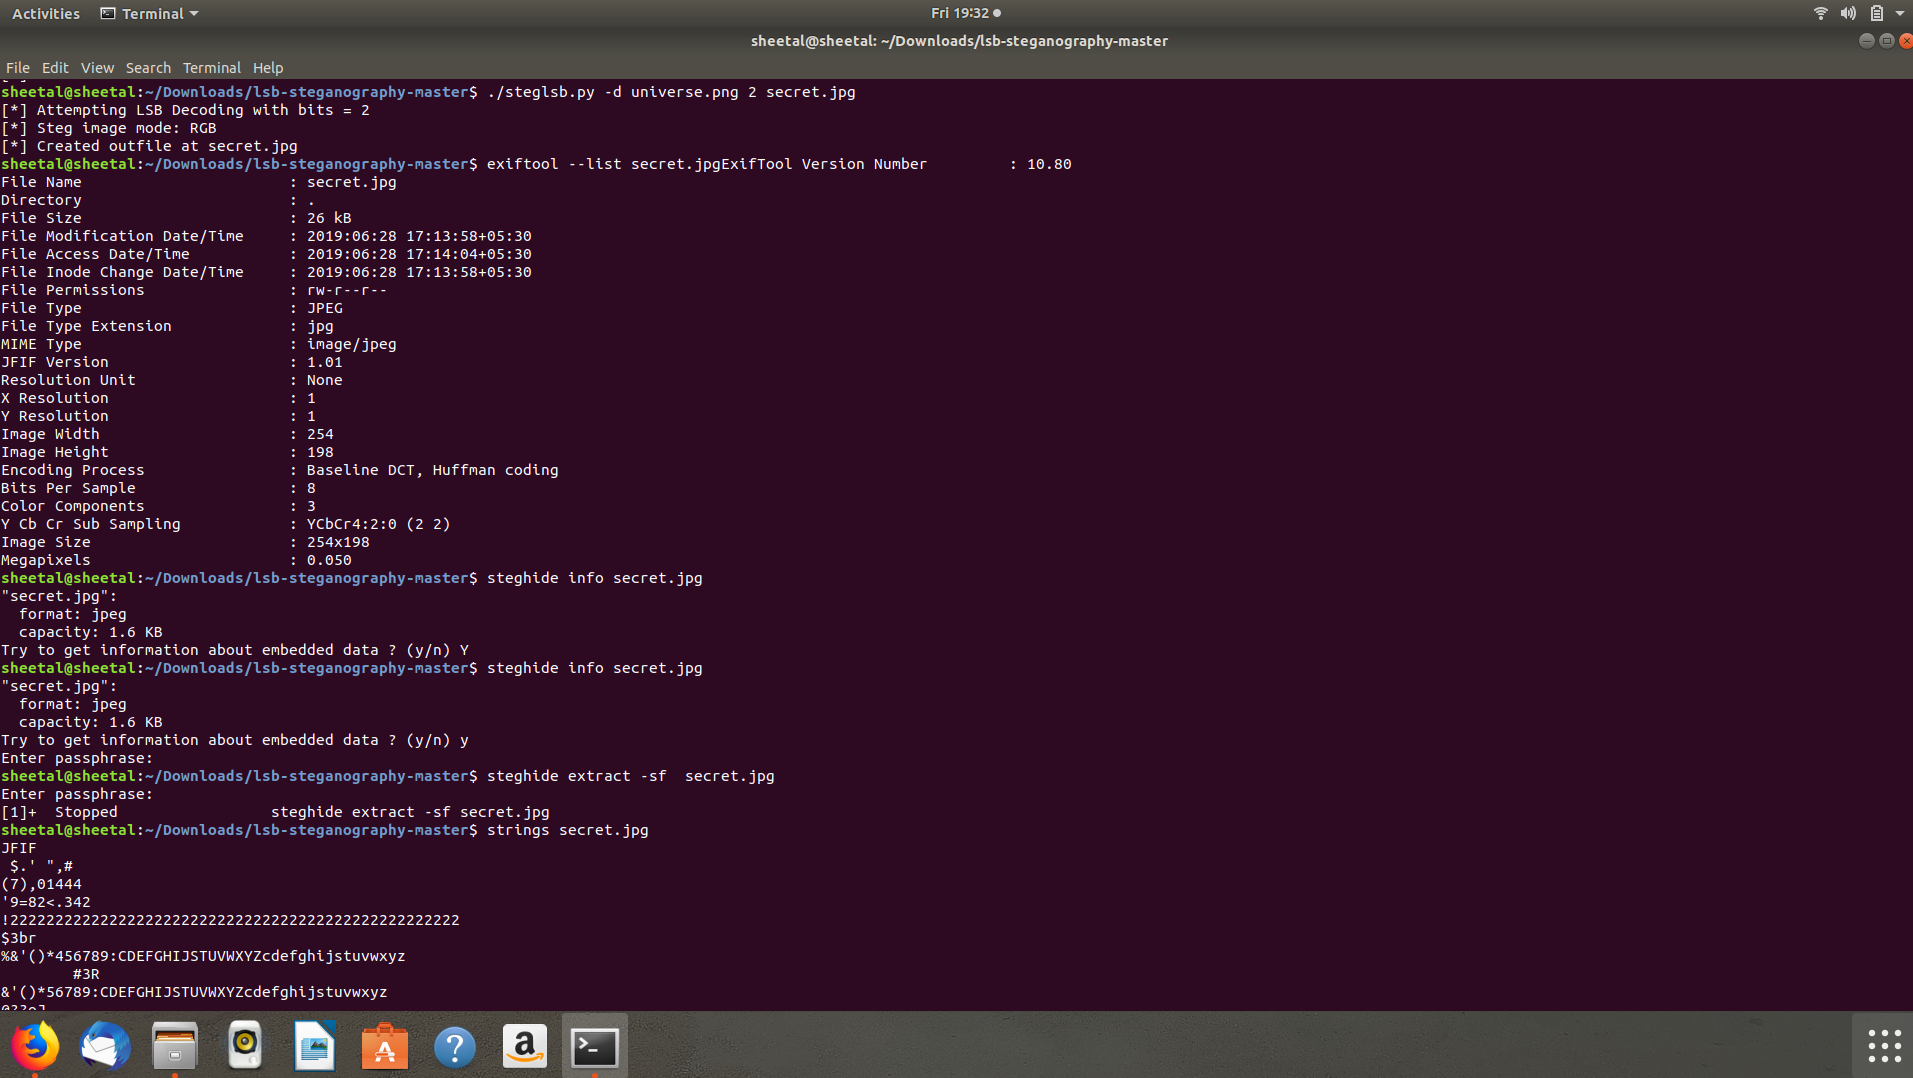 Activities Terminal Fri 19:32
sheetal@sheetal: ~/Downloads/lsb-steganography-master
File Edit View Search Terminal Help
sheetal@sheetal:~/Downloads/lsb-steganography-master$ ./steglsb.py -d universe.png 2 secret.jpg
[*] Attempting LSB Decoding with bits = 2
[*] Steg image mode: RGB
[*] Created outfile at secret.jpg
sheetal@sheetal:~/Downloads/lsb-steganography-master$ exiftool --list secret.jpgExifTool Version Number         : 10.80
File Name                       : secret.jpg
Directory                       : .
File Size                       : 26 kB
File Modification Date/Time     : 2019:06:28 17:13:58+05:30
File Access Date/Time           : 2019:06:28 17:14:04+05:30
File Inode Change Date/Time     : 2019:06:28 17:13:58+05:30
File Permissions                : rw-r--r--
File Type                       : JPEG
File Type Extension             : jpg
MIME Type                       : image/jpeg
JFIF Version                    : 1.01
Resolution Unit                 : None
X Resolution                    : 1
Y Resolution                    : 1
Image Width                     : 254
Image Height                    : 198
Encoding Process                : Baseline DCT, Huffman coding
Bits Per Sample                 : 8
Color Components                : 3
Y Cb Cr Sub Sampling            : YCbCr4:2:0 (2 2)
Image Size                      : 254x198
Megapixels                      : 0.050
sheetal@sheetal:~/Downloads/lsb-steganography-master$ steghide info secret.jpg
"secret.jpg":
  format: jpeg
  capacity: 1.6 KB
Try to get information about embedded data ? (y/n) Y
sheetal@sheetal:~/Downloads/lsb-steganography-master$ steghide info secret.jpg
"secret.jpg":
  format: jpeg
  capacity: 1.6 KB
Try to get information about embedded data ? (y/n) y
Enter passphrase:
sheetal@sheetal:~/Downloads/lsb-steganography-master$ steghide extract -sf  secret.jpg
Enter passphrase:
[1]+  Stopped                 steghide extract -sf secret.jpg
sheetal@sheetal:~/Downloads/lsb-steganography-master$ strings secret.jpg
JFIF
 $.' ",#
(7),01444
'9=82<.342
!22222222222222222222222222222222222222222222222222
$3br
%&'()*456789:CDEFGHIJSTUVWXYZcdefghijstuvwxyz
        #3R
&'()*56789:CDEFGHIJSTUVWXYZcdefghijstuvwxyz